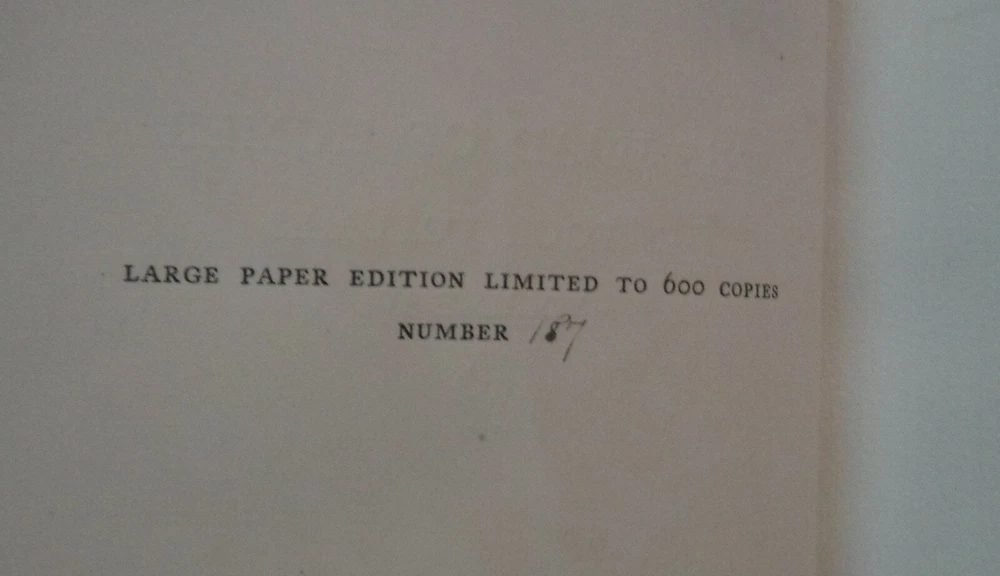 LARGE PAPER EDITION LIMITED TO 600 COPIES
NUMBER 187